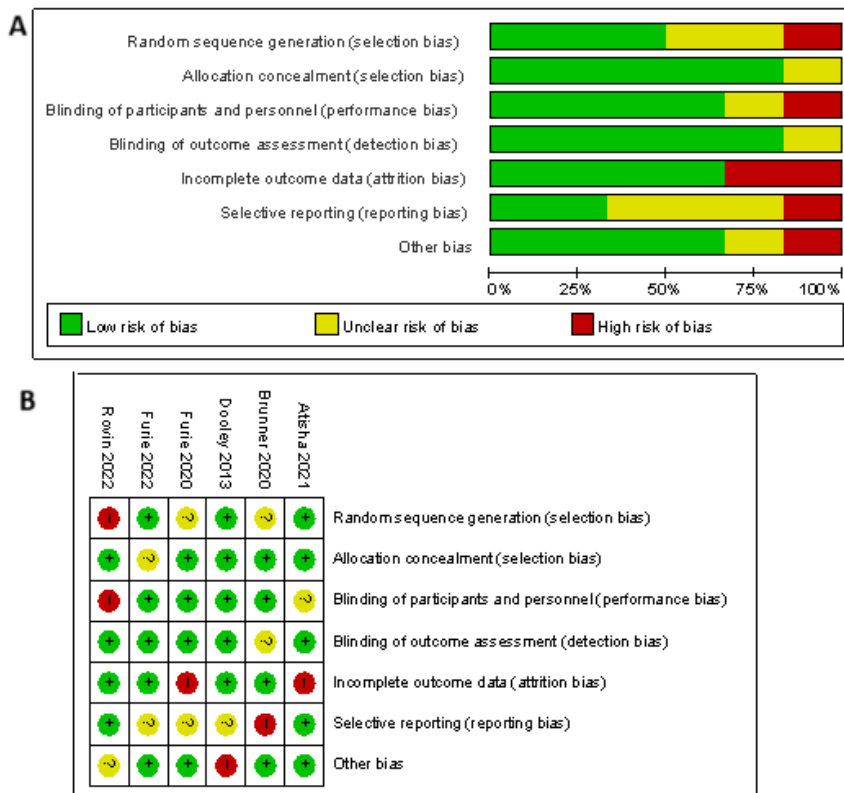 A
Random sequence generation (selection bias)
Allocation concealment (selection bias)
Blinding of participants and personnel (performance bias)
Blinding of outcome assessment (detection bias)
Incomplete outcome data (attrition bias)
Selective reporting (reporting bias)
Other bias
0% 25% 50% 75% 100%
Low risk of bias Unclear risk of bias High risk of bias
B
Rovin 2022
Furie 2022
Furie 2020
Dooley 2013
Brunner 2020
Atisha 2021
− + ? + ? + Random sequence generation (selection bias)
+ ? + + + + Allocation concealment (selection bias)
− + + + + ? Blinding of participants and personnel (performance bias)
+ + + + ? + Blinding of outcome assessment (detection bias)
+ + − + + − Incomplete outcome data (attrition bias)
+ ? ? ? − + Selective reporting (reporting bias)
? + + − + + Other bias